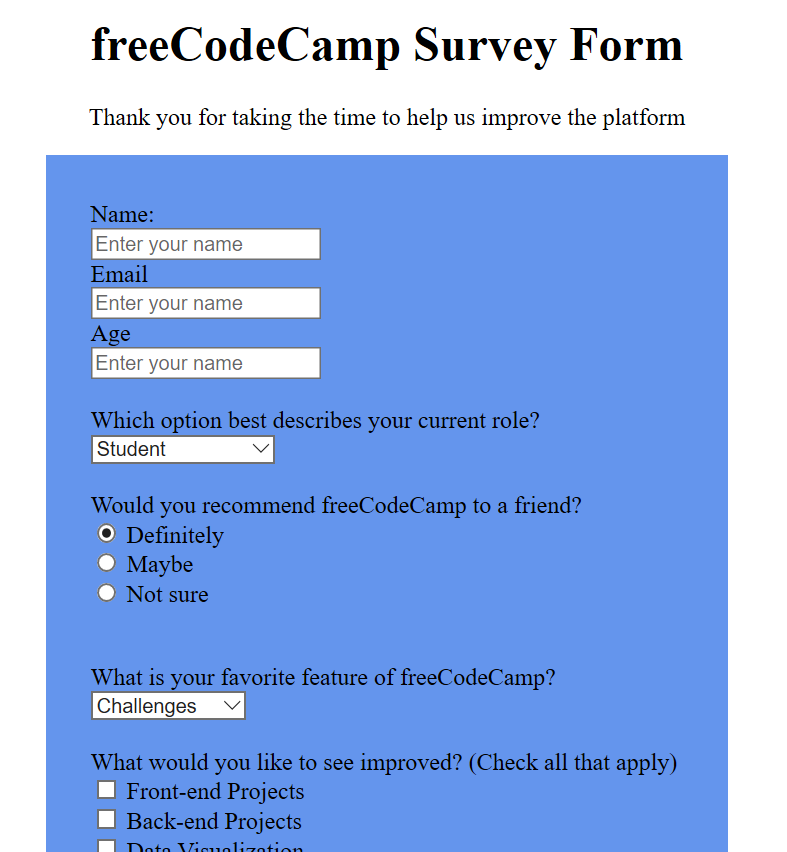 freeCodeCamp Survey Form
Thank you for taking the time to help us improve the platform
Name:
Enter your name
Email
Enter your name
Age
Enter your name
Which option best describes your current role?
Student
Would you recommend freeCodeCamp to a friend?
Definitely
Maybe
Not sure
What is your favorite feature of freeCodeCamp?
Challenges
What would you like to see improved? (Check all that apply)
Front-end Projects
Back-end Projects
Data Visualization